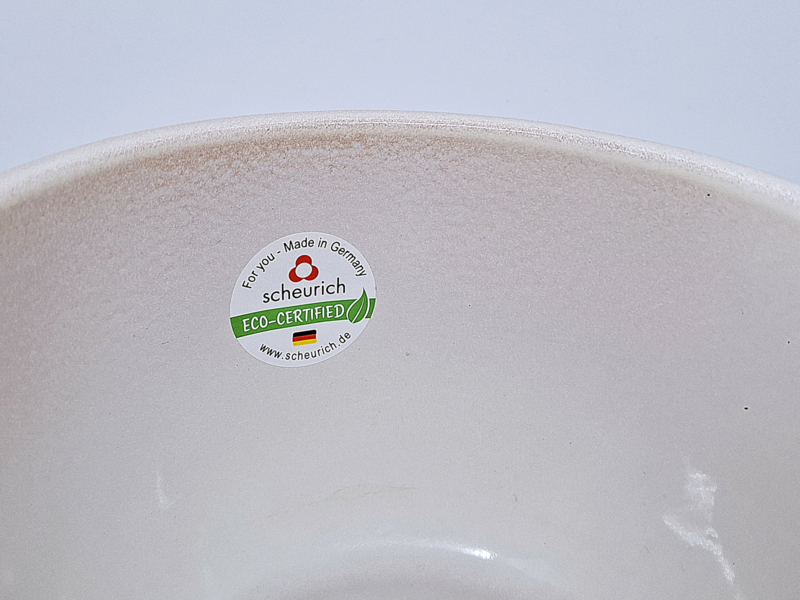 For you - Made in Germany
scheurich
ECO-CERTIFIED
www.scheurich.de